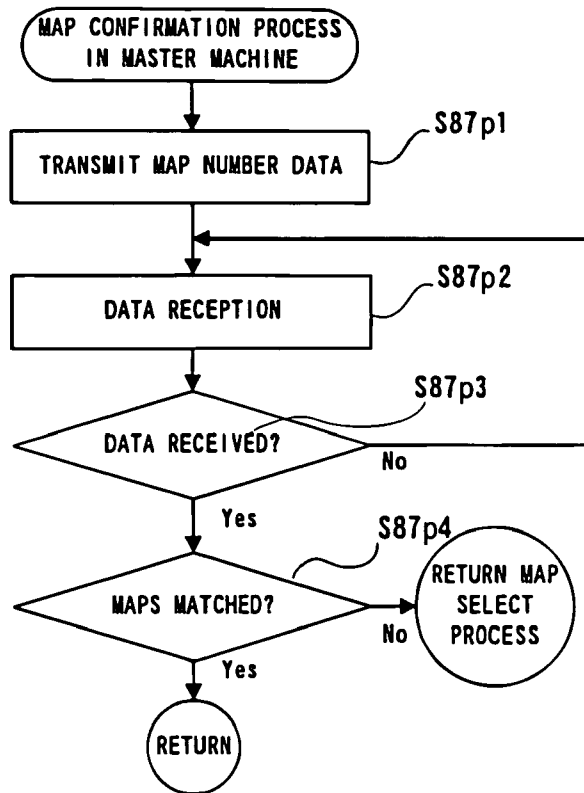 MAP CONFIRMATION PROCESS
IN MASTER MACHINE
S87p1
TRANSMIT MAP NUMBER DATA
S87p2
DATA RECEPTION
S87p3
DATA RECEIVED?
No
Yes
S87p4
MAPS MATCHED?
No
RETURN MAP
SELECT
PROCESS
Yes
RETURN